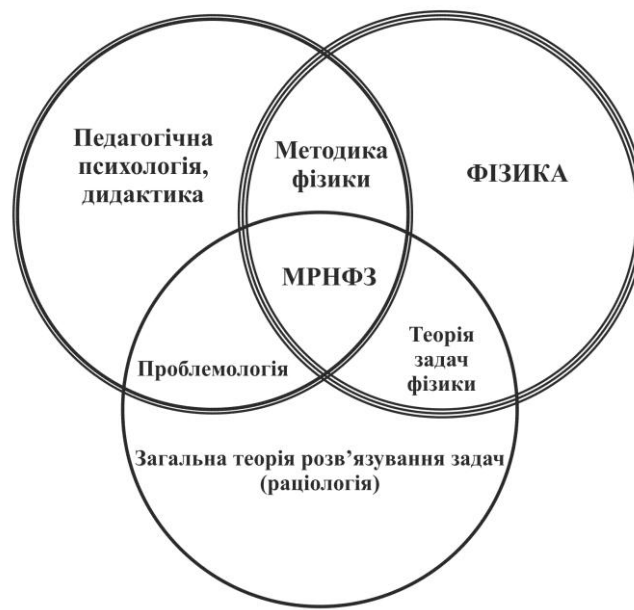 Педагогічна
психологія,
дидактика
Методика
фізики
ФІЗИКА
МРНФЗ
Проблемологія
Теорія
задач
фізики
Загальна теорія розв’язування задач
(раціологія)